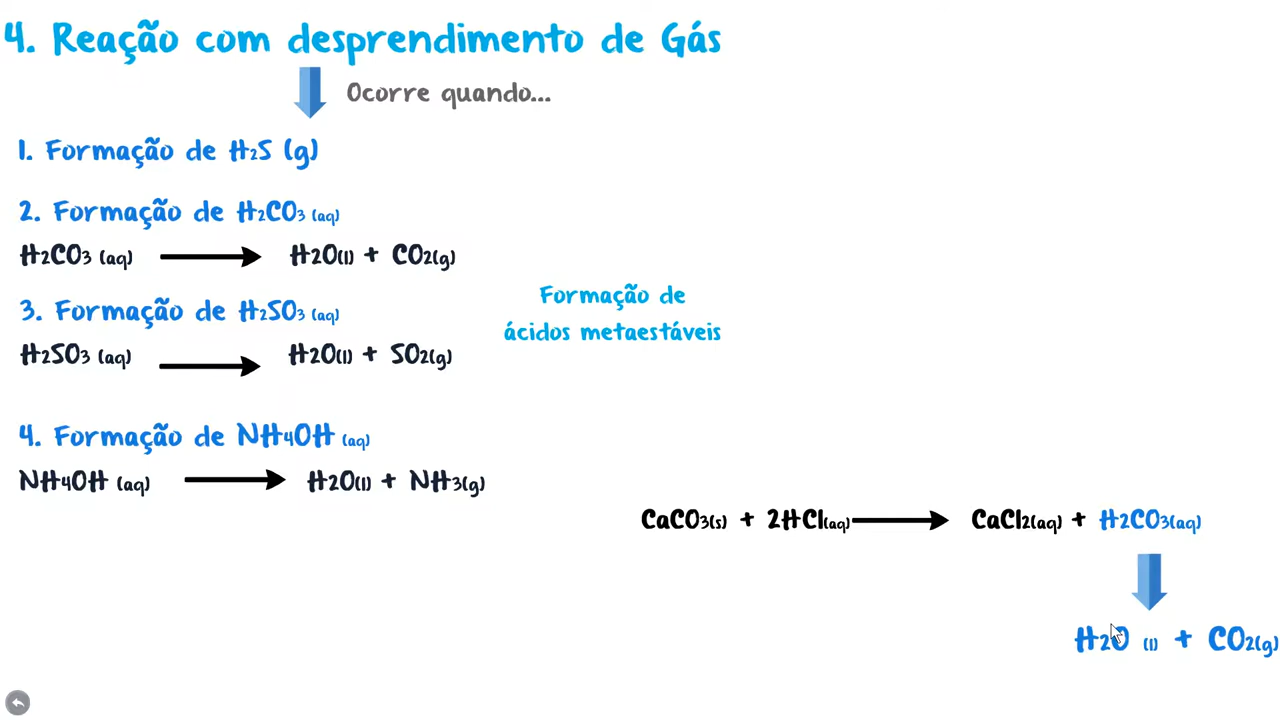 4. Reação com desprendimento de Gás
Ocorre quando...
1. Formação de H2S (g)
2. Formação de H2CO3 (aq)
H2CO3 (aq) H2O(l) + CO2(g)
3. Formação de H2SO3 (aq)
H2SO3 (aq) H2O(l) + SO2(g)
Formação de
ácidos metaestáveis
4. Formação de NH4OH (aq)
NH4OH (aq) H2O(l) + NH3(g)
CaCO3(s) + 2HCl(aq) CaCl2(aq) + H2CO3(aq)
H2O (l) + CO2(g)